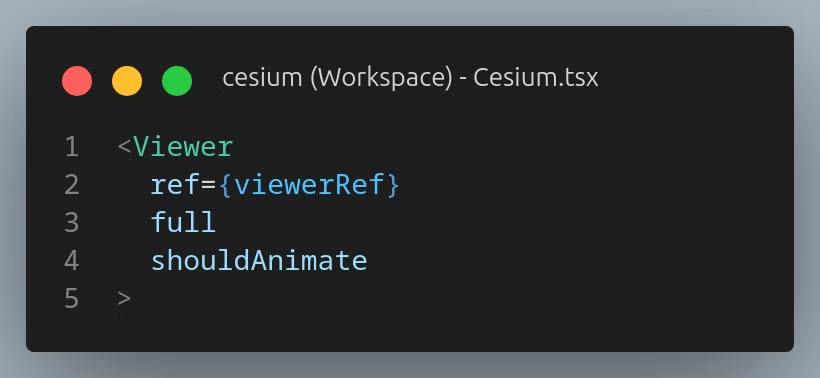 cesium (Workspace) - Cesium.tsx
1 <Viewer
2 ref={viewerRef}
3 full
4 shouldAnimate
5 >